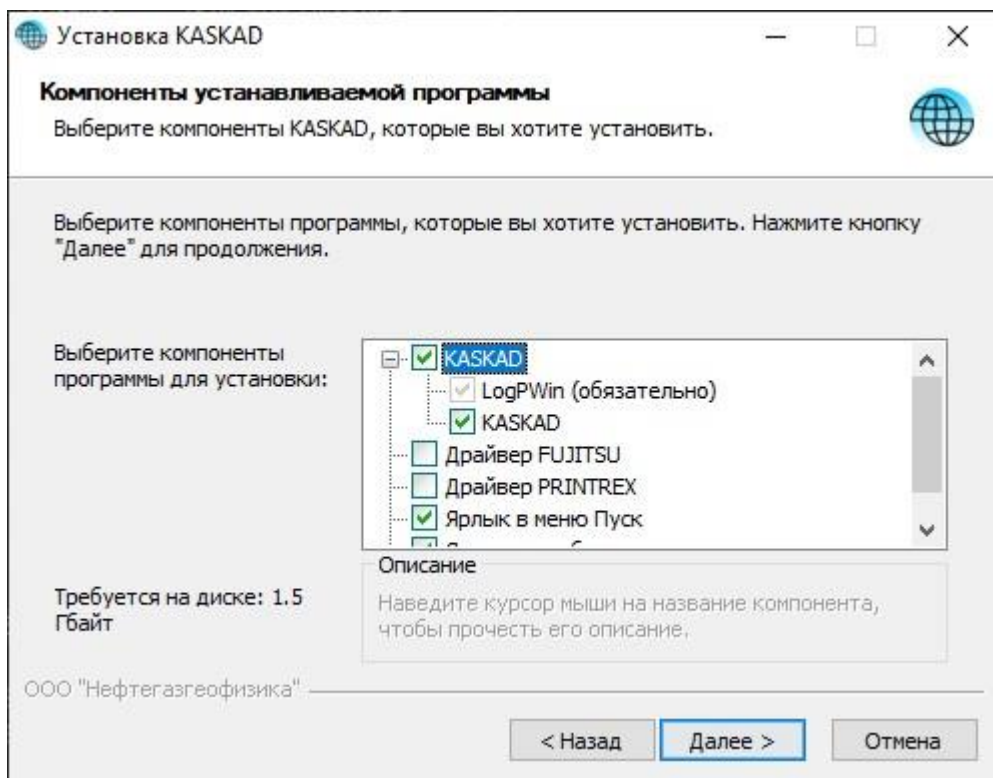 Установка KASKAD
Компоненты устанавливаемой программы
Выберите компоненты KASKAD, которые вы хотите установить.
Выберите компоненты программы, которые вы хотите установить. Нажмите кнопку
"Далее" для продолжения.
Выберите компоненты
программы для установки:
KASKAD
LogPWin (обязательно)
KASKAD
Драйвер FUJITSU
Драйвер PRINTREX
Ярлык в меню Пуск
Требуется на диске: 1.5
Гбайт
Описание
Наведите курсор мыши на название компонента,
чтобы прочесть его описание.
ООО "Нефтегазгеофизика"
< Назад
Далее >
Отмена